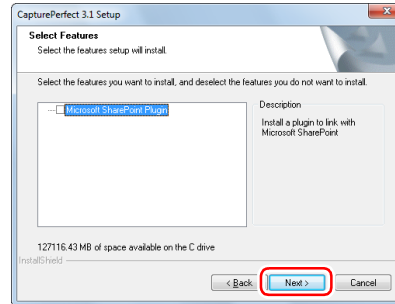 CapturePerfect 3.1 Setup
Select Features
Select the features setup will install.
Select the features you want to install, and deselect the features you do not want to install.
Microsoft SharePoint Plugin
Description
Install a plugin to link with
Microsoft SharePoint
127116.43 MB of space available on the C drive
InstallShield
< Back
Next >
Cancel